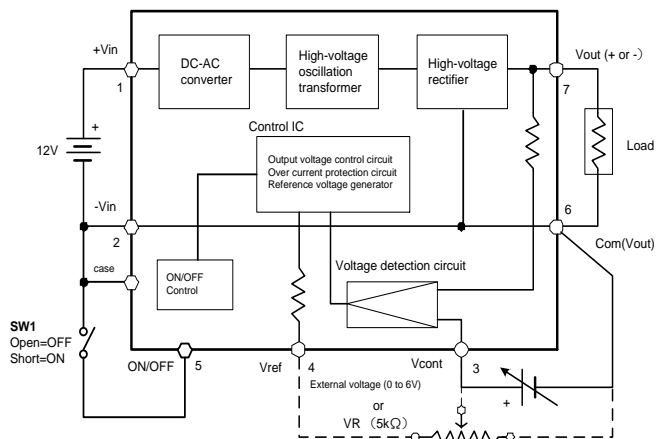 +Vin
1
DC-AC
converter
High-voltage
oscillation
transformer
High-voltage
rectifier
Vout (+ or -)
7
Control IC
Output voltage control circuit
Over current protection circuit
Reference voltage generator
+
12V
Load
-Vin
2
6
Com(Vout)
case
ON/OFF
Control
Voltage detection circuit
SW1
Open=OFF
Short=ON
ON/OFF
5
Vref
4
Vcont
3
External voltage (0 to 6V)
+
or
VR (5kΩ)